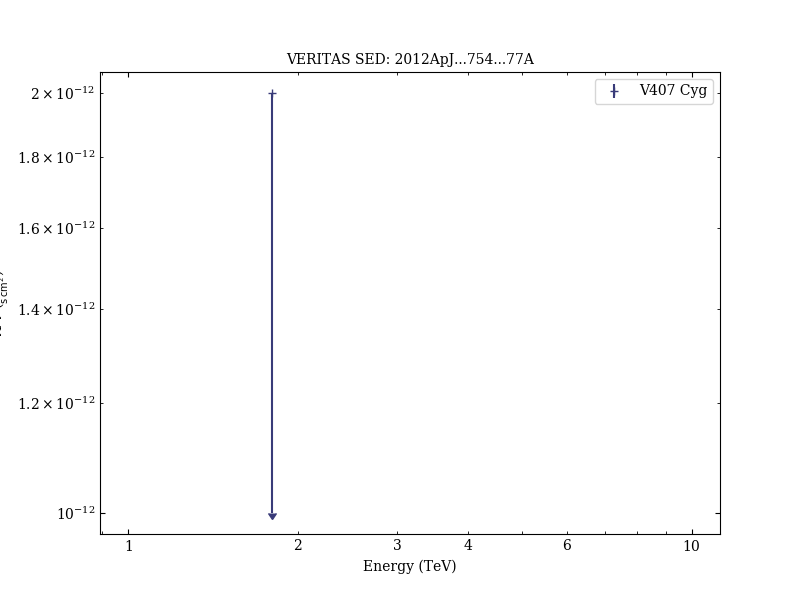 VERITAS SED: 2012ApJ...754...77A
V407 Cyg
2×10⁻¹²
1.8×10⁻¹²
1.6×10⁻¹²
1.4×10⁻¹²
1.2×10⁻¹²
10⁻¹²
1 2 3 4 6 10
Energy (TeV)